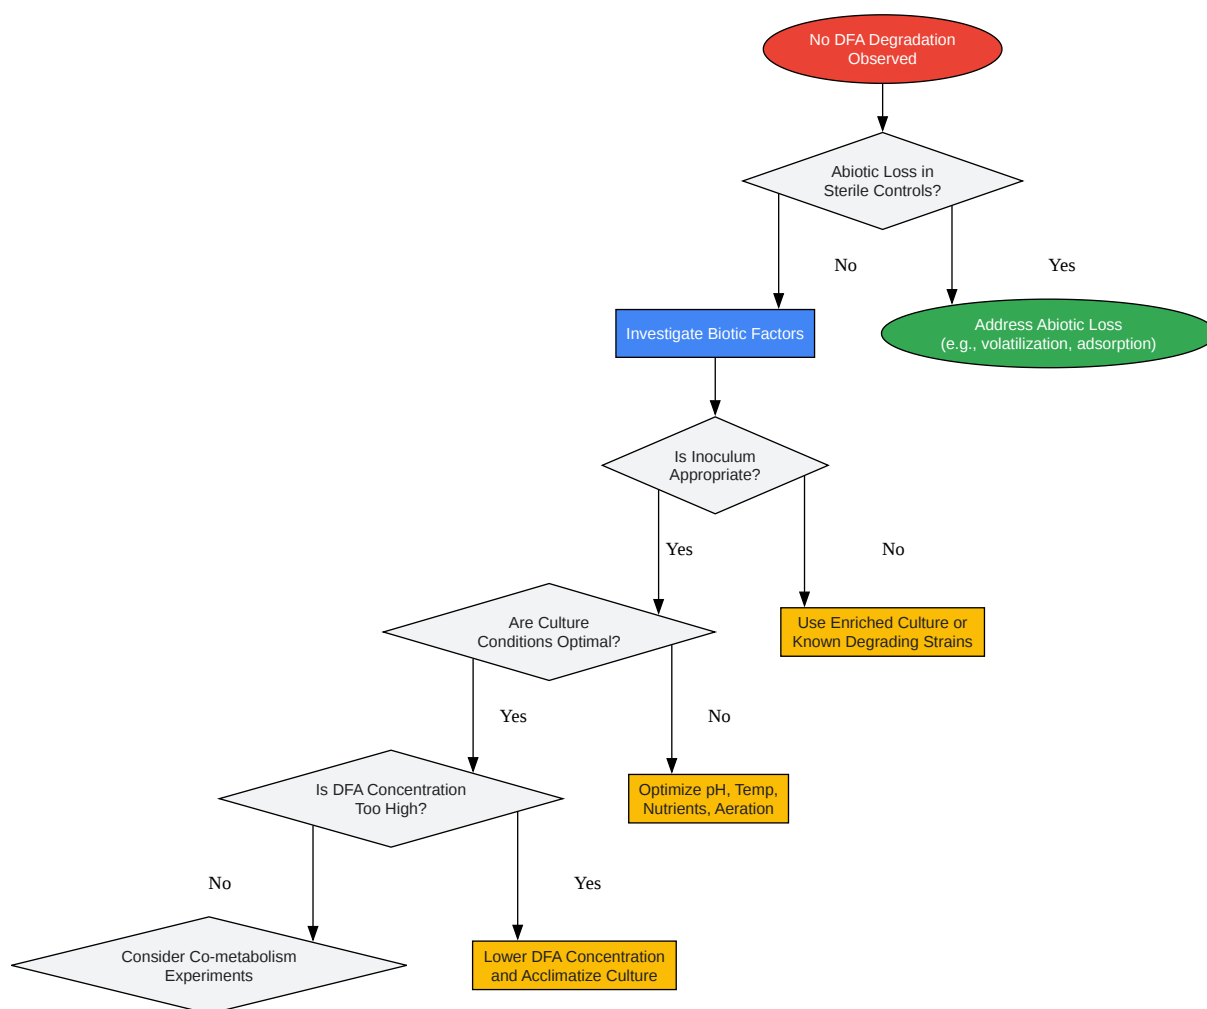 No DFA Degradation
Observed
Abiotic Loss in
Sterile Controls?
No
Yes
Investigate Biotic Factors
Address Abiotic Loss
(e.g., volatilization, adsorption)
Is Inoculum
Appropriate?
Yes
No
Are Culture
Conditions Optimal?
Use Enriched Culture or
Known Degrading Strains
Yes
No
Is DFA Concentration
Too High?
Optimize pH, Temp,
Nutrients, Aeration
No
Yes
Consider Co-metabolism
Experiments
Lower DFA Concentration
and Acclimatize Culture